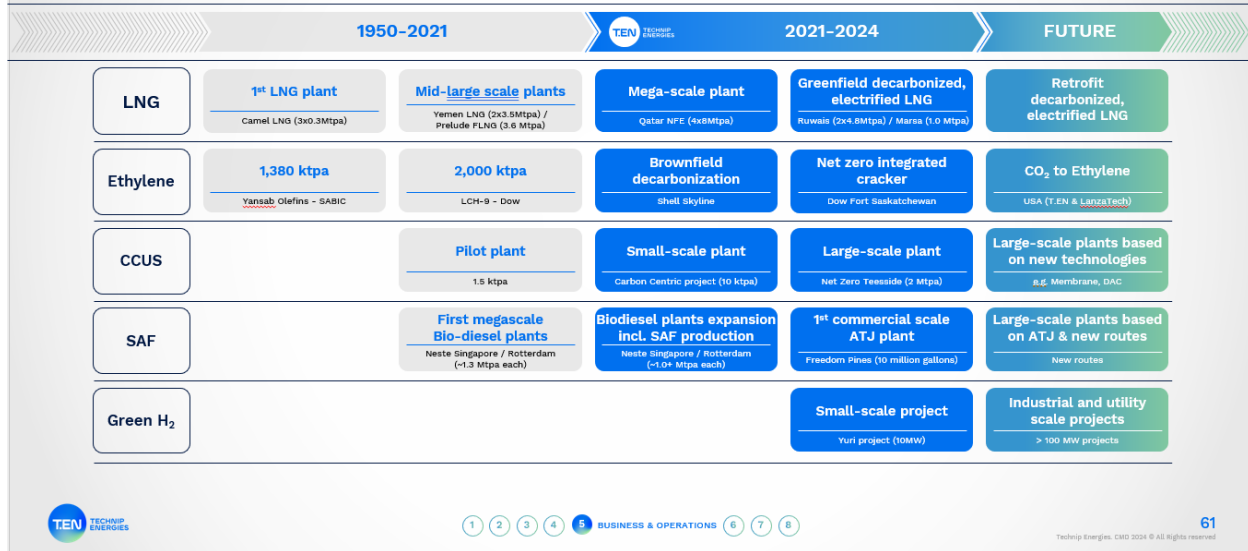 1950-2021
T.EN TECHNIP ENERGIES
2021-2024
FUTURE
LNG
1st LNG plant
Camel LNG (3x0.3Mtpa)
Mid-large scale plants
Yemen LNG (2x3.5Mtpa) /
Prelude FLNG (3.6 Mtpa)
Mega-scale plant
Qatar NFE (4x8Mtpa)
Greenfield decarbonized,
electrified LNG
Ruwais (2x4.8Mtpa) / Marsa (1.0 Mtpa)
Retrofit
decarbonized,
electrified LNG
Ethylene
1,380 ktpa
Yansab Olefins - SABIC
2,000 ktpa
LCH-9 - Dow
Brownfield
decarbonization
Shell Skyline
Net zero integrated
cracker
Dow Fort Saskatchewan
CO₂ to Ethylene
USA (T.EN & LanzaTech)
CCUS
Pilot plant
1.5 ktpa
Small-scale plant
Carbon Centric project (10 ktpa)
Large-scale plant
Net Zero Teesside (2 Mtpa)
Large-scale plants based
on new technologies
e.g. Membrane, DAC
SAF
First megascale
Bio-diesel plants
Neste Singapore / Rotterdam
(~1.3 Mtpa each)
Biodiesel plants expansion
incl. SAF production
Neste Singapore / Rotterdam
(~1.0+ Mtpa each)
1st commercial scale
ATJ plant
Freedom Pines (10 million gallons)
Large-scale plants based
on ATJ & new routes
New routes
Green H₂
Small-scale project
Yuri project (10MW)
Industrial and utility
scale projects
> 100 MW projects
T.EN TECHNIP ENERGIES
1 2 3 4 5 BUSINESS & OPERATIONS 6 7 8
61
Technip Energies. CMD 2024 © All Rights reserved